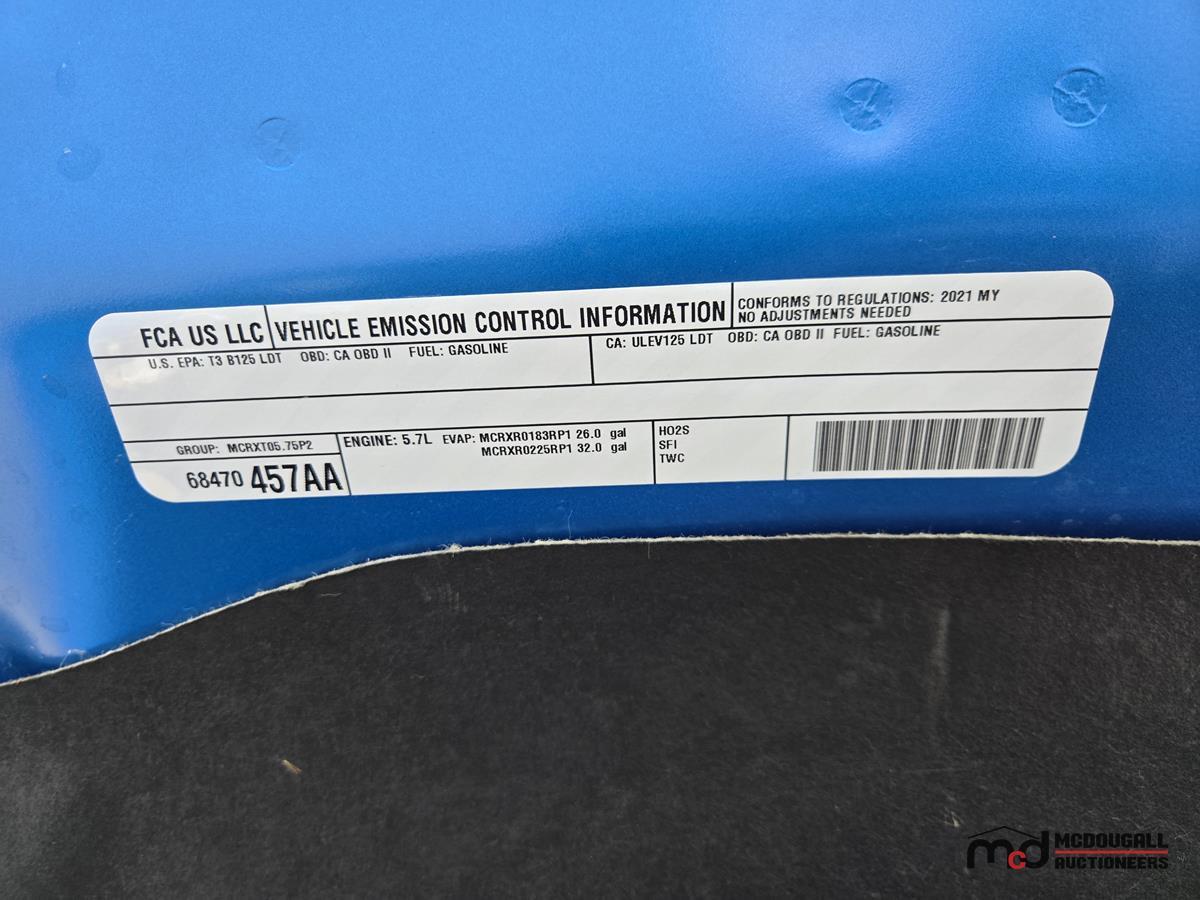 FCA US LLC
VEHICLE EMISSION CONTROL INFORMATION
CONFORMS TO REGULATIONS: 2021 MY
NO ADJUSTMENTS NEEDED
U.S. EPA: T3 B125 LDT OBD: CA OBD II FUEL: GASOLINE
CA: ULEV125 LDT OBD: CA OBD II FUEL: GASOLINE
GROUP: MCRXT05.75P2
68470 457AA
ENGINE: 5.7L EVAP: MCRXR0183RP1 26.0 gal
MCRXR0225RP1 32.0 gal
HO2S
SFI
TWC
mcd
MCDOUGALL
AUCTIONEERS